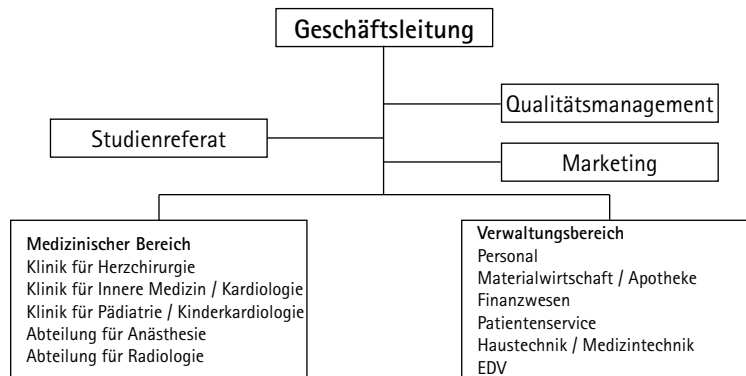 Geschäftsleitung
Qualitätsmanagement
Studienreferat
Marketing
Medizinischer Bereich
Klinik für Herzchirurgie
Klinik für Innere Medizin / Kardiologie
Klinik für Pädiatrie / Kinderkardiologie
Abteilung für Anästhesie
Abteilung für Radiologie
Verwaltungsbereich
Personal
Materialwirtschaft / Apotheke
Finanzwesen
Patientenservice
Haustechnik / Medizintechnik
EDV